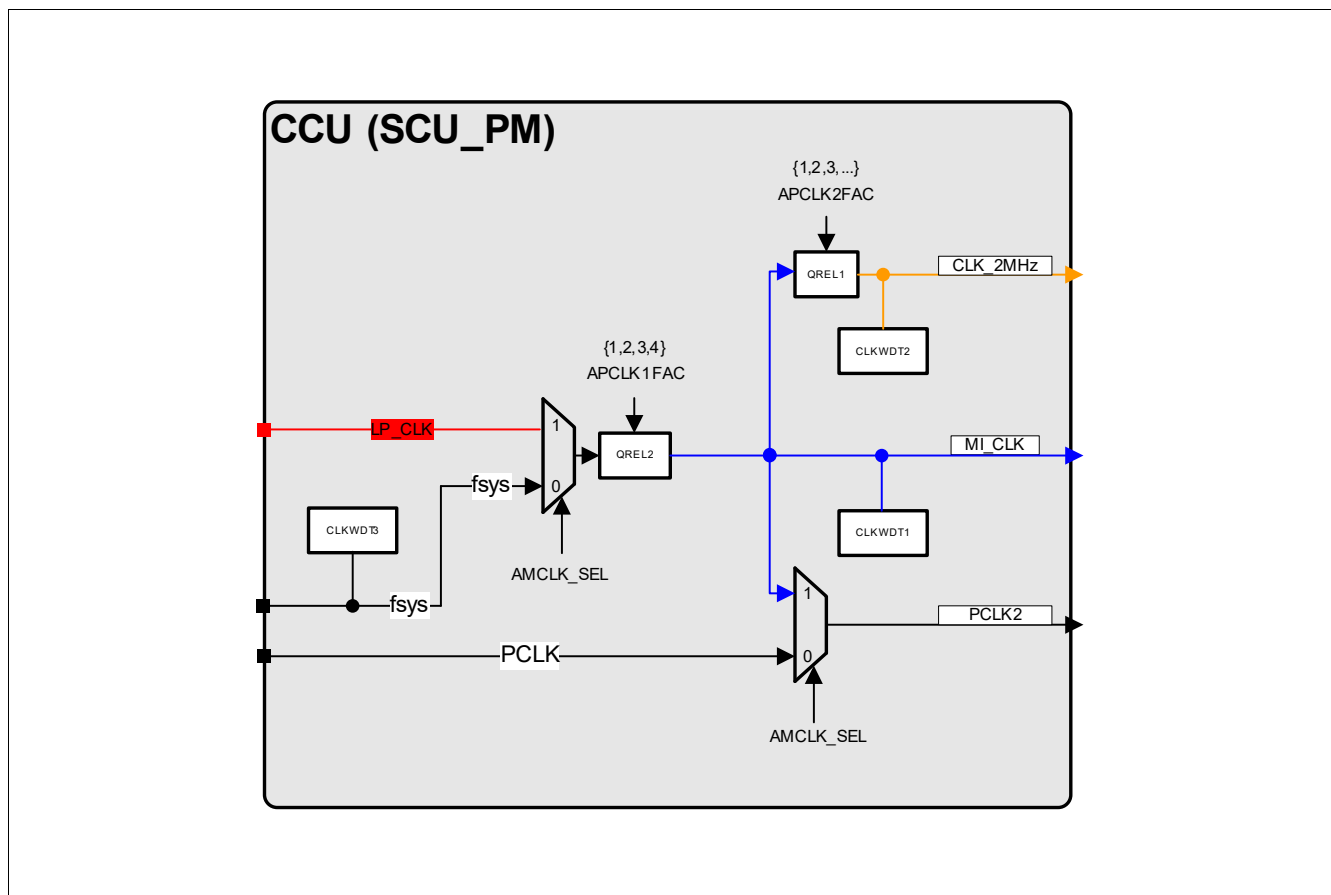 CCU (SCU_PM)
{1,2,3,...}
APCLK2FAC
QREL1
CLK_2MHz
CLKWDT2
{1,2,3,4}
APCLK1FAC
LP_CLK
1
QREL2
MI_CLK
fsys
0
CLKWDT3
CLKWDT1
AMCLK_SEL
1
fsys
PCLK2
PCLK
0
AMCLK_SEL